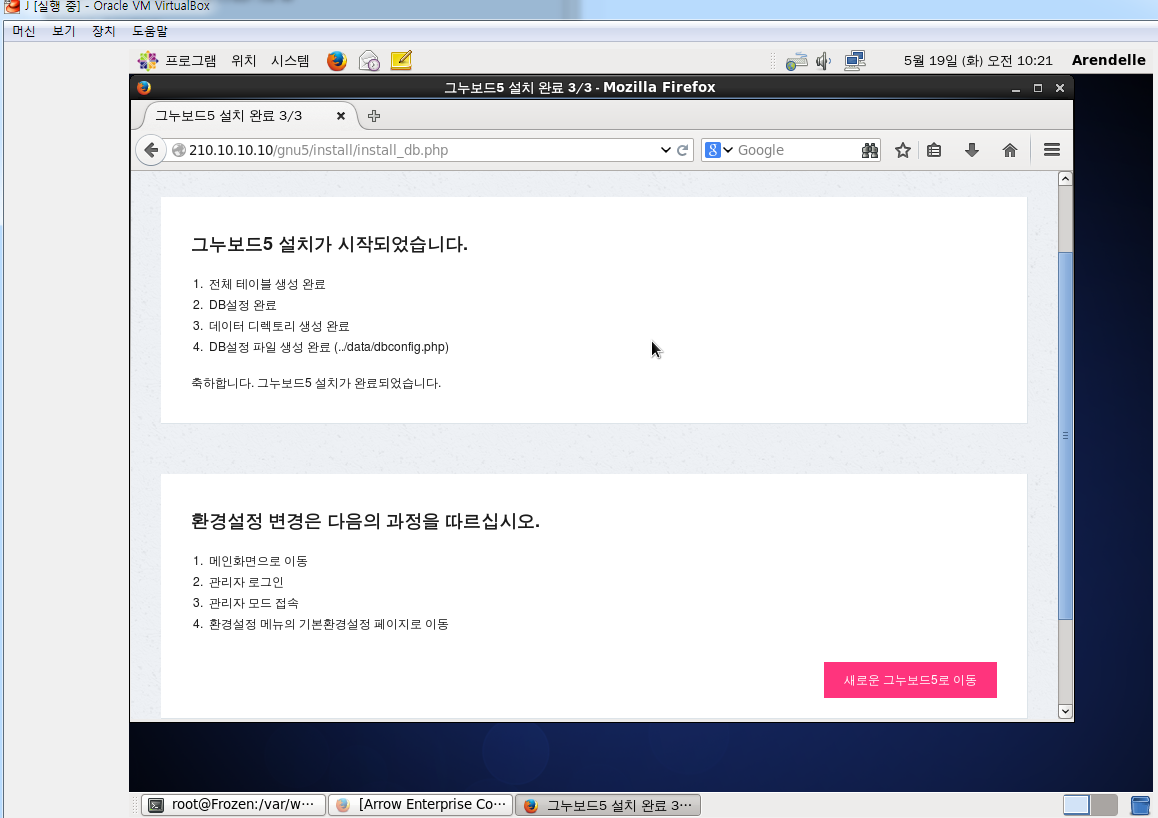 J [실행 중] - Oracle VM VirtualBox
머신 보기 장치 도움말
프로그램 위치 시스템 5월 19일 (화) 오전 10:21 Arendelle
그누보드5 설치 완료 3/3 - Mozilla Firefox
그누보드5 설치 완료 3/3
210.10.10.10/gnu5/install/install_db.php Google
그누보드5 설치가 시작되었습니다.
1. 전체 테이블 생성 완료
2. DB설정 완료
3. 데이터 디렉토리 생성 완료
4. DB설정 파일 생성 완료 (../data/dbconfig.php)
축하합니다. 그누보드5 설치가 완료되었습니다.
환경설정 변경은 다음의 과정을 따르십시오.
1. 메인화면으로 이동
2. 관리자 로그인
3. 관리자 모드 접속
4. 환경설정 메뉴의 기본환경설정 페이지로 이동
새로운 그누보드5로 이동
root@Frozen:/var/w… [Arrow Enterprise Co… 그누보드5 설치 완료 3…